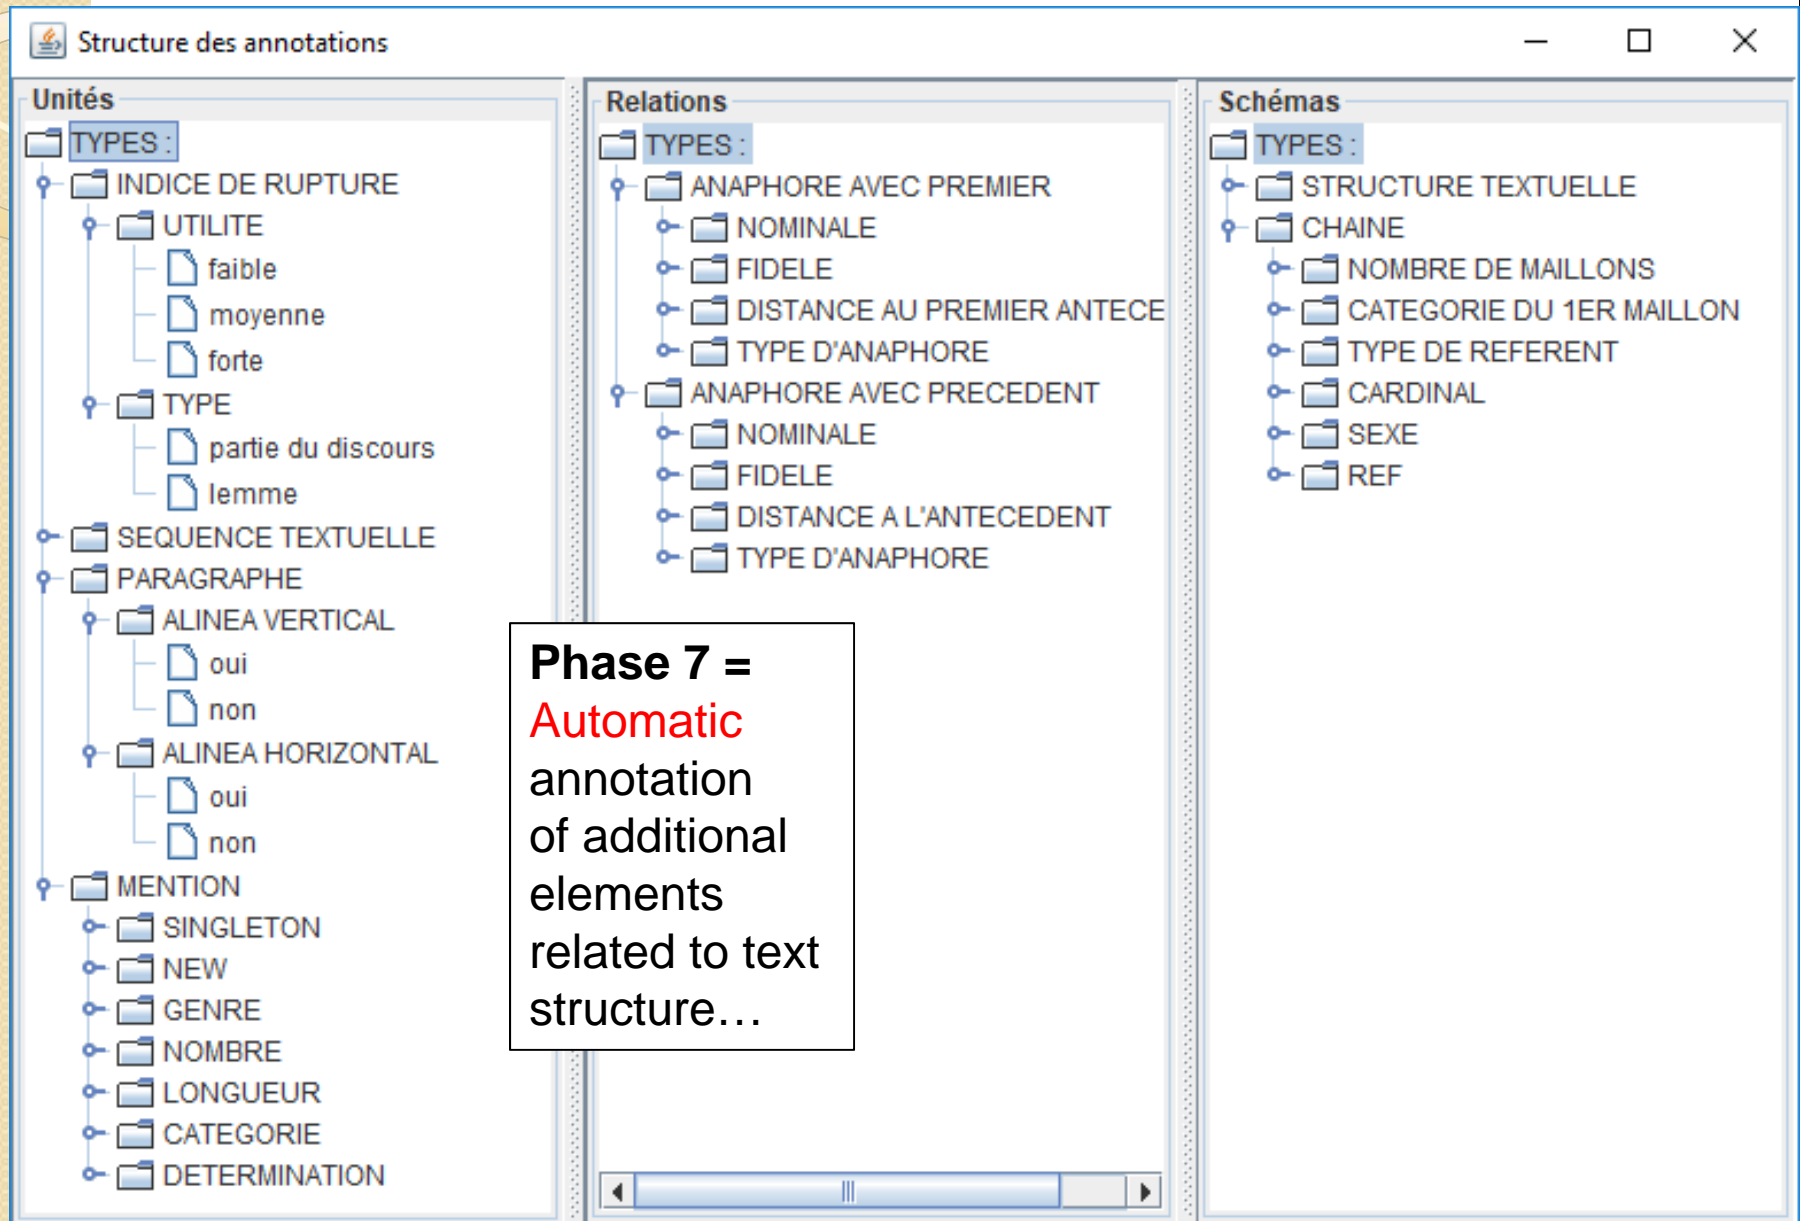 Structure des annotations
Unités
TYPES :
INDICE DE RUPTURE
UTILITE
faible
moyenne
forte
TYPE
partie du discours
lemme
SEQUENCE TEXTUELLE
PARAGRAPHE
ALINEA VERTICAL
oui
non
ALINEA HORIZONTAL
oui
non
MENTION
SINGLETON
NEW
GENRE
NOMBRE
LONGUEUR
CATEGORIE
DETERMINATION
Relations
TYPES :
ANAPHORE AVEC PREMIER
NOMINALE
FIDELE
DISTANCE AU PREMIER ANTECE
TYPE D'ANAPHORE
ANAPHORE AVEC PRECEDENT
NOMINALE
FIDELE
DISTANCE A L'ANTECEDENT
TYPE D'ANAPHORE
Schémas
TYPES :
STRUCTURE TEXTUELLE
CHAINE
NOMBRE DE MAILLONS
CATEGORIE DU 1ER MAILLON
TYPE DE REFERENT
CARDINAL
SEXE
REF
Phase 7 =
Automatic
annotation
of additional
elements
related to text
structure…